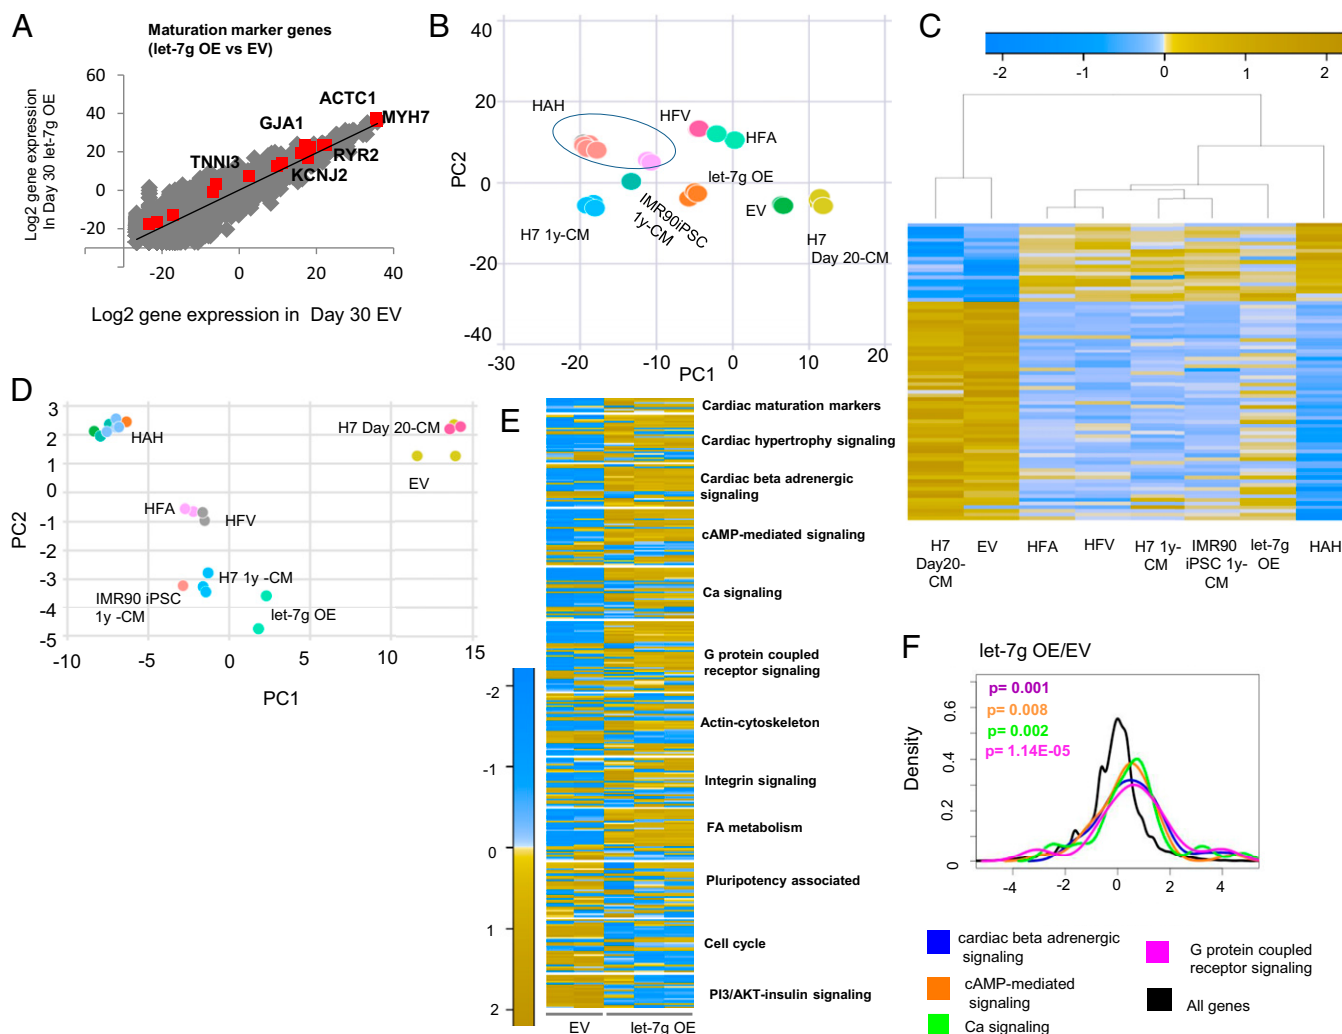 A
Maturation marker genes
(let-7g OE vs EV)
Log2 gene expression
In Day 30 let-7g OE
60
40
20
0
-20
ACTC1
MYH7
GJA1
RYR2
TNNI3
KCNJ2
0
20
40
Log2 gene expression in Day 30 EV
B
PC2
40
20
0
-20
-40
HAH
HFV
HFA
let-7g OE
IMR90iPSC
1y-CM
H7 1y-CM
EV
H7
Day 20-CM
-30
-20
-10
0
20
PC1
C
-2
-1
0
1
2
H7
Day20-
CM
EV
HFA
HFV
H7 1y-
CM
IMR90
iPSC 1y-
CM
let-7g
OE
HAH
D
PC2
3
2
1
0
-1
-2
-3
-4
-5
HAH
H7 Day 20-CM
EV
HFA
HFV
H7 1y -CM
IMR90 iPSC
1y -CM
let-7g OE
-10
-5
0
5
10
15
PC1
E
-2
-1
0
1
2
Cardiac maturation markers
Cardiac hypertrophy signaling
Cardiac beta adrenergic
signaling
cAMP-mediated signaling
Ca signaling
G protein coupled
receptor signaling
Actin-cytoskeleton
Integrin signaling
FA metabolism
Pluripotency associated
Cell cycle
PI3/AKT-insulin signaling
EV
let-7g OE
F
let-7g OE/EV
p= 0.001
p= 0.008
p= 0.002
p= 1.14E-05
Density
0.6
0.4
0.2
0
-4
-2
0
2
4
cardiac beta adrenergic
signaling
cAMP-mediated
signaling
Ca signaling
G protein coupled
receptor signaling
All genes